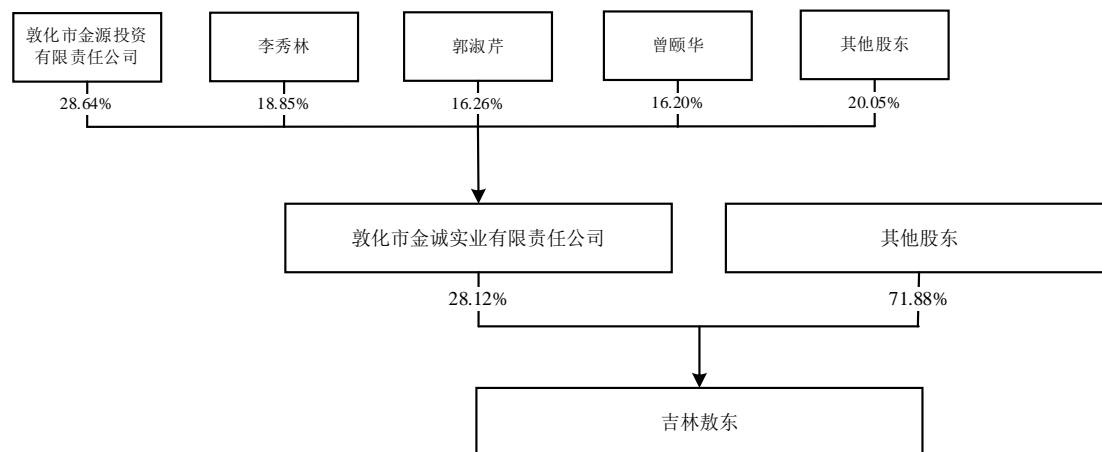 敦化市金源投资
有限责任公司
李秀林
郭淑芹
曾颐华
其他股东
28.64%
18.85%
16.26%
16.20%
20.05%
敦化市金诚实业有限责任公司
其他股东
28.12%
71.88%
吉林敖东